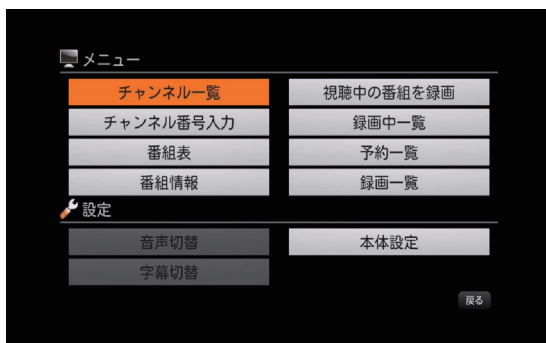 メニュー
チャンネル一覧 視聴中の番組を録画
チャンネル番号入力 録画中一覧
番組表 予約一覧
番組情報 録画一覧
設定
音声切替 本体設定
字幕切替
戻る